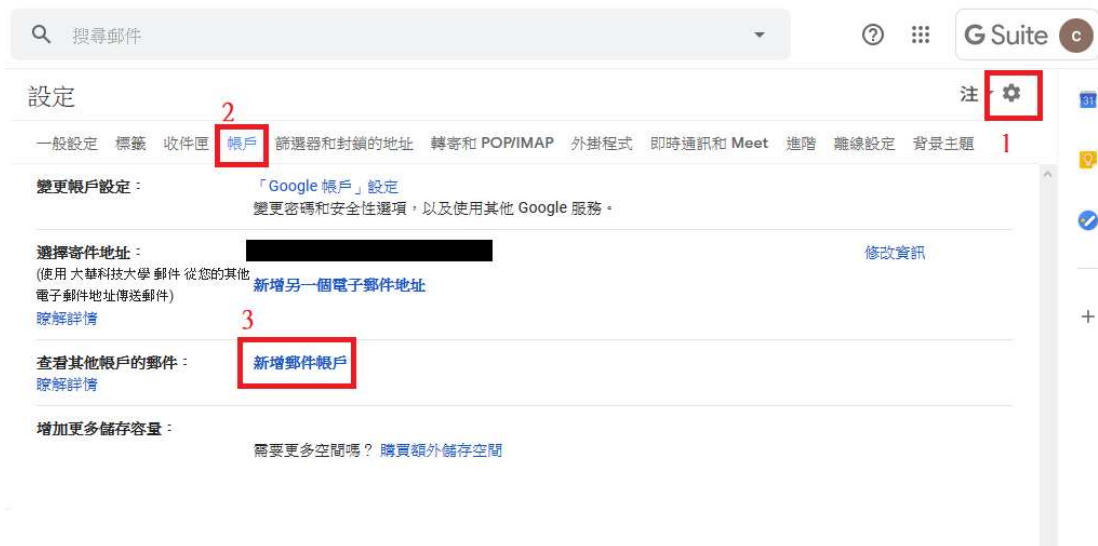 搜尋郵件
G Suite
c
設定
注
31
2
一般設定 標籤 收件匣 帳戶 篩選器和封鎖的地址 轉寄和 POP/IMAP 外掛程式 即時通訊和 Meet 進階 離線設定 背景主題
1
變更帳戶設定：
「Google 帳戶」設定
變更密碼和安全性選項，以及使用其他 Google 服務。
選擇寄件地址：
(使用 大華科技大學 郵件 從您的其他
電子郵件地址傳送郵件)
瞭解詳情
修改資訊
新增另一個電子郵件地址
3
查看其他帳戶的郵件：
瞭解詳情
新增郵件帳戶
增加更多儲存容量：
需要更多空間嗎？ 購買額外儲存空間